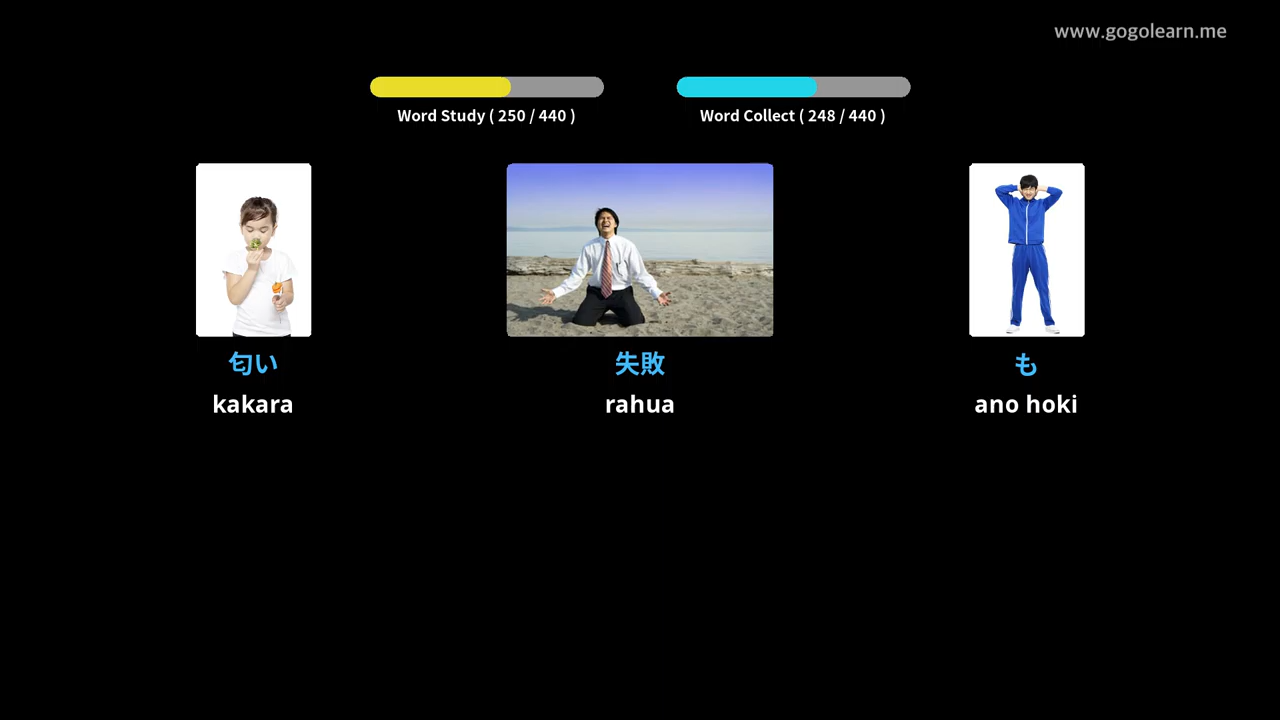 www.gogolearn.me
Word Study ( 250 / 440 )
Word Collect ( 248 / 440 )
匂い
失敗
も
kakara
rahua
ano hoki